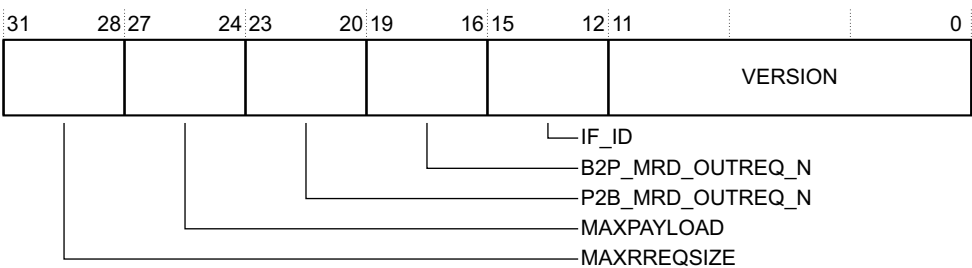 31 28 27 24 23 20 19 16 15 12 11 0
VERSION
IF_ID
B2P_MRD_OUTREQ_N
P2B_MRD_OUTREQ_N
MAXPAYLOAD
MAXRREQSIZE